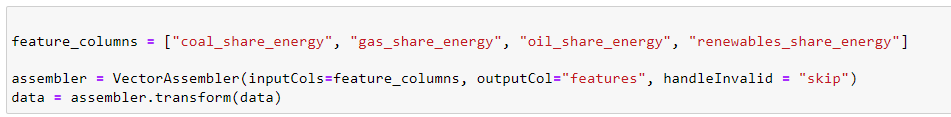 feature_columns = ["coal_share_energy", "gas_share_energy", "oil_share_energy", "renewables_share_energy"]
assembler = VectorAssembler(inputCols=feature_columns, outputCol="features", handleInvalid = "skip")
data = assembler.transform(data)